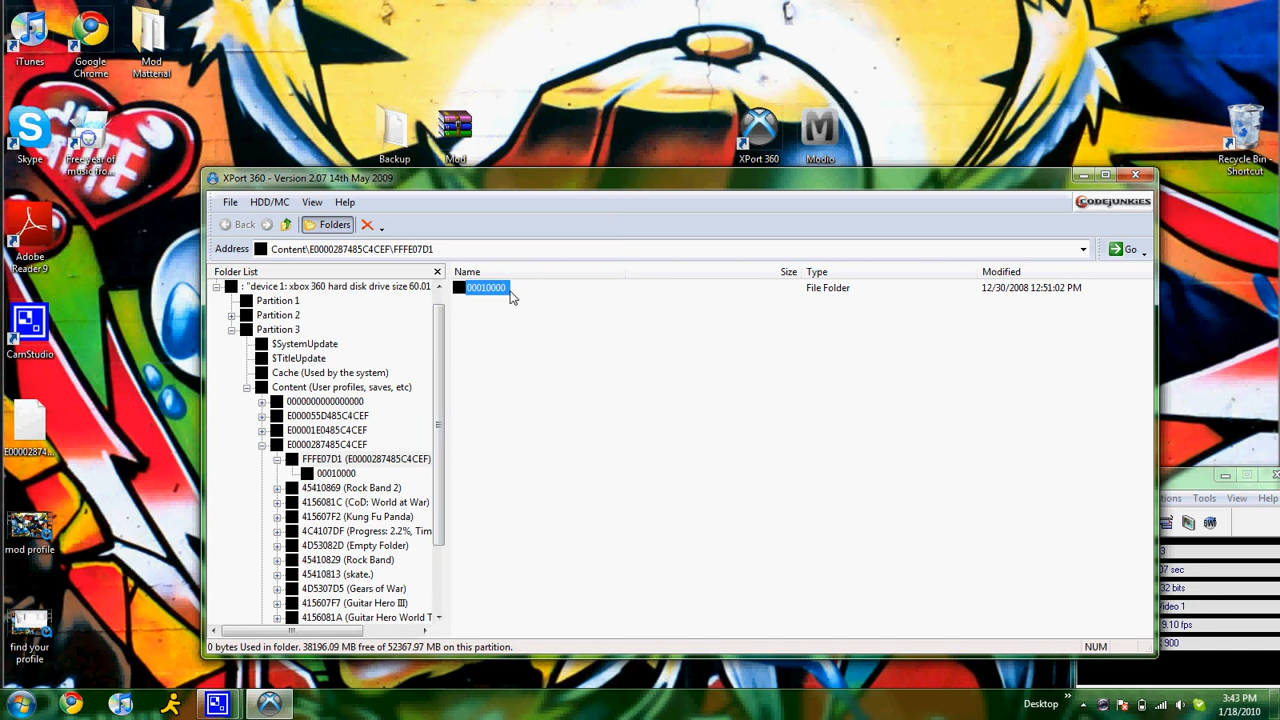 iTunes
Google
Chrome
Mod
Matterial
Skype
Free year of
music fro...
Backup
Mod
XPort 360
Modio
Recycle Bin -
Shortcut
Adobe
Reader 9
CamStudio
E00002874...
mod profile
find your
profile
XPort 360 - Version 2.07 14th May 2009
File HDD/MC View Help
CODEJUNKIES
Back Folders
Address Content\E0000287485C4CEF\FFFE07D1 Go
Folder List
: "device 1: xbox 360 hard disk drive size 60.01
Partition 1
Partition 2
Partition 3
$SystemUpdate
$TitleUpdate
Cache (Used by the system)
Content (User profiles, saves, etc)
0000000000000000
E000055D485C4CEF
E00001E0485C4CEF
E0000287485C4CEF
FFFE07D1 (E0000287485C4CEF)
00010000
45410869 (Rock Band 2)
4156081C (CoD: World at War)
415607F2 (Kung Fu Panda)
4C4107DF (Progress: 2.2%, Tim
4D53082D (Empty Folder)
45410829 (Rock Band)
45410813 (skate.)
4D5307D5 (Gears of War)
415607F7 (Guitar Hero III)
4156081A (Guitar Hero World T
Name Size Type Modified
00010000 File Folder 12/30/2008 12:51:02 PM
0 bytes Used in folder. 38196.09 MB free of 52367.97 MB on this partition.
NUM
tions Tools View Help
3
07 sec
32 bits
ideo 1
9.10 fps
900
Desktop
3:43 PM
1/18/2010